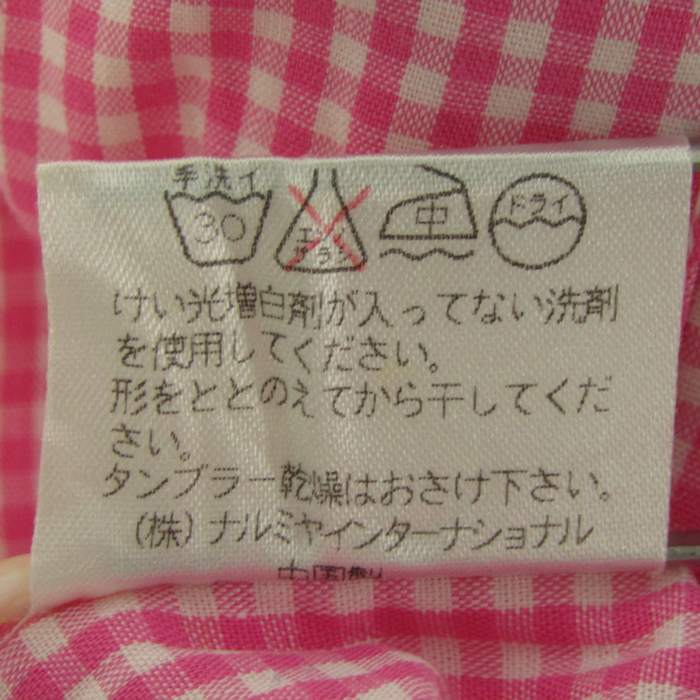 手洗イ
30
エンソ
サラシ
中
ドライ
けい光増白剤が入ってない洗剤
を使用してください。
形をととのえてから干してくだ
さい。
タンブラー乾燥はおさけ下さい。
(株)ナルミヤインターナショナル
中国製